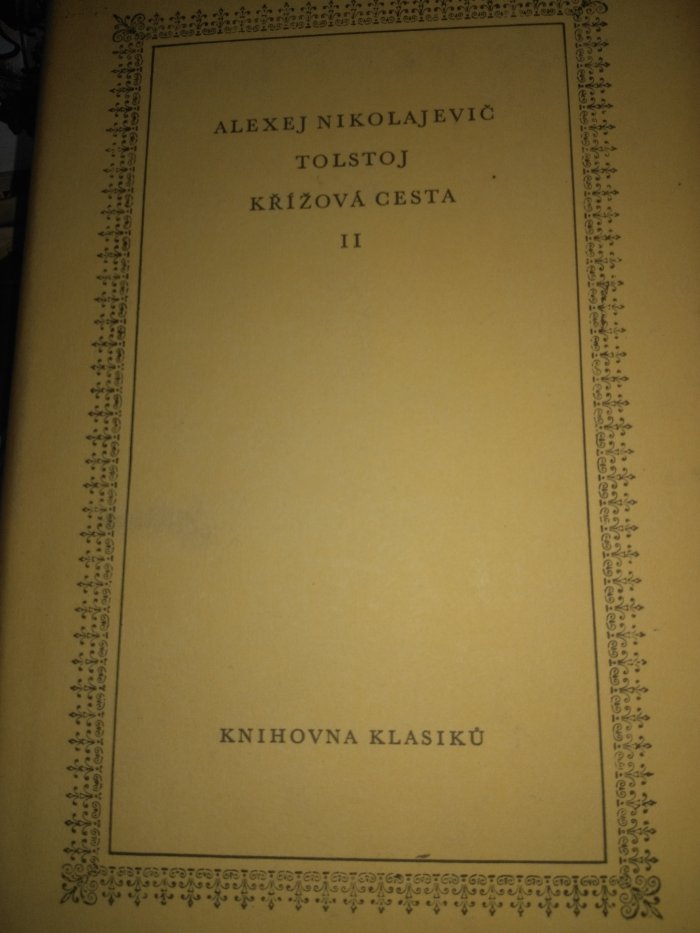 ALEXEJ NIKOLAJEVIČ
TOLSTOJ
KŘÍŽOVÁ CESTA
II
KNIHOVNA KLASIKŮ